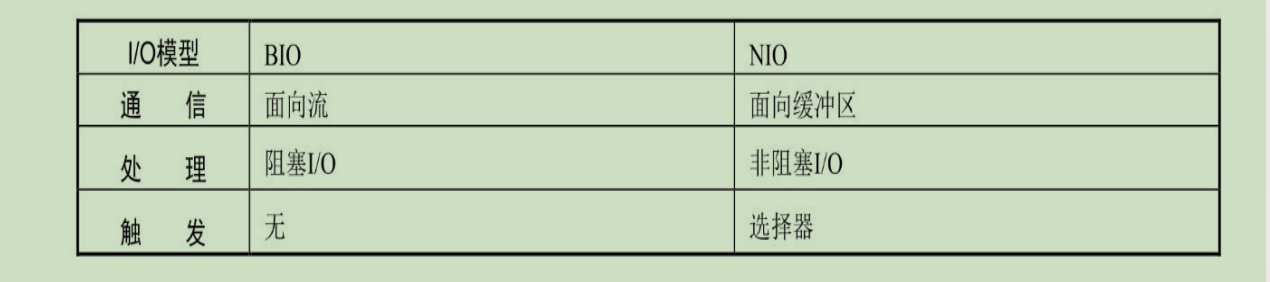 I/O模型 BIO NIO
通 信 面向流 面向缓冲区
处 理 阻塞I/O 非阻塞I/O
触 发 无 选择器